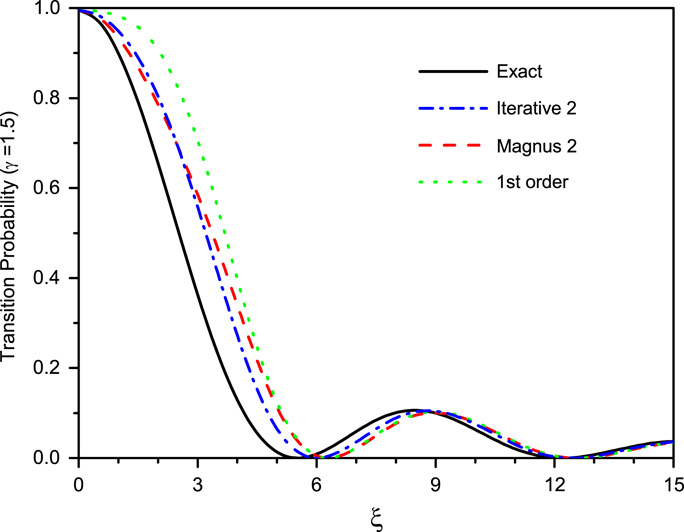 1.0
0.8
0.6
0.4
0.2
0.0
Transition Probability (γ =1.5)
Exact
Iterative 2
Magnus 2
1st order
0 3 6 9 12 15
ξ